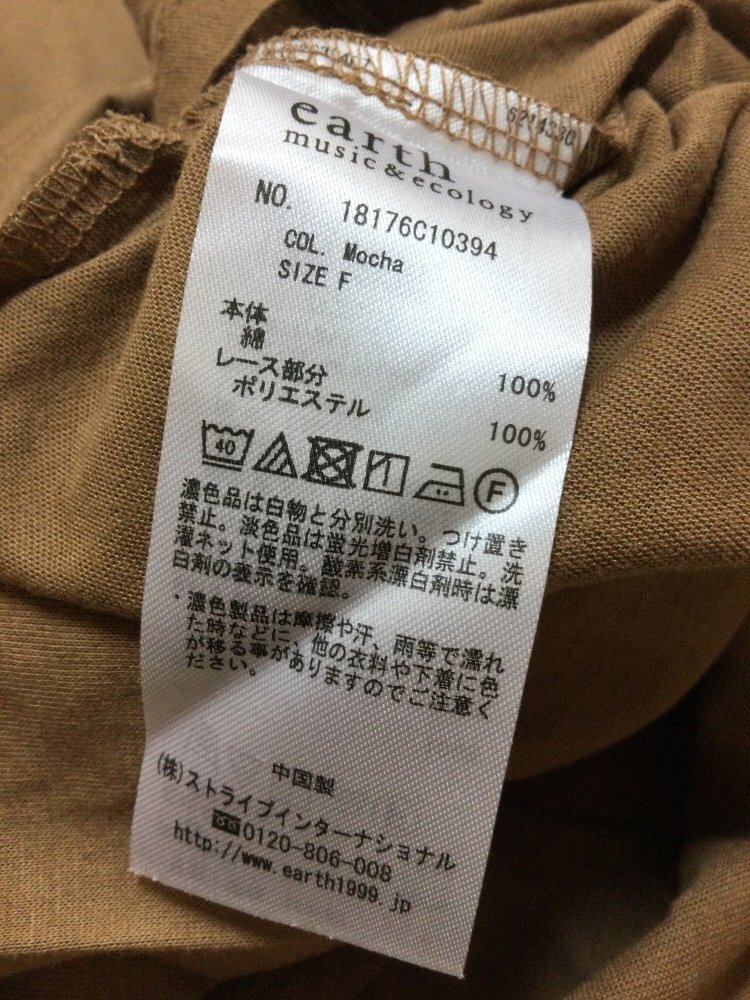 earth
music & ecology
NO. 18176C10394
COL. Mocha
SIZE F
本体
綿 100%
レース部分
ポリエステル 100%
40
F
濃色品は白物と分別洗い。つけ置き
禁止。淡色品は蛍光増白剤禁止。洗
濯ネット使用。酸素系漂白剤時は漂
白剤の表示を確認。
・濃色製品は摩擦や汗、雨等で濡れ
た時などに、他の衣料や下着に色
が移る事がありますのでご注意く
ださい。
中国製
(株)ストライプインターナショナル
0120-806-008
http://www.earth1999.jp